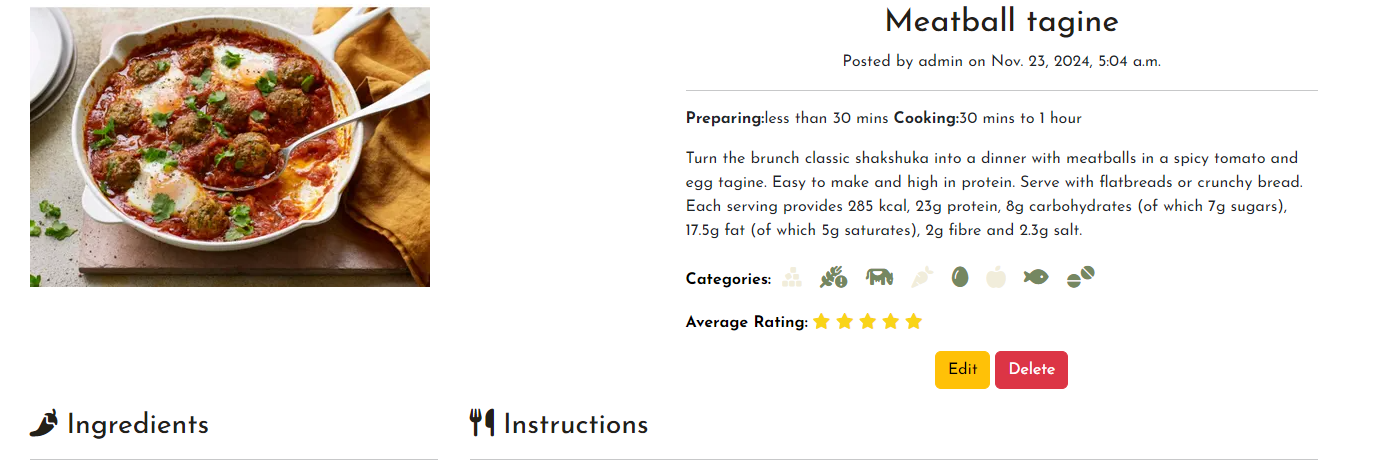 Meatball tagine
Posted by admin on Nov. 23, 2024, 5:04 a.m.
Preparing:less than 30 mins Cooking:30 mins to 1 hour
Turn the brunch classic shakshuka into a dinner with meatballs in a spicy tomato and
egg tagine. Easy to make and high in protein. Serve with flatbreads or crunchy bread.
Each serving provides 285 kcal, 23g protein, 8g carbohydrates (of which 7g sugars),
17.5g fat (of which 5g saturates), 2g fibre and 2.3g salt.
Categories:
Average Rating:
Edit Delete
Ingredients
Instructions